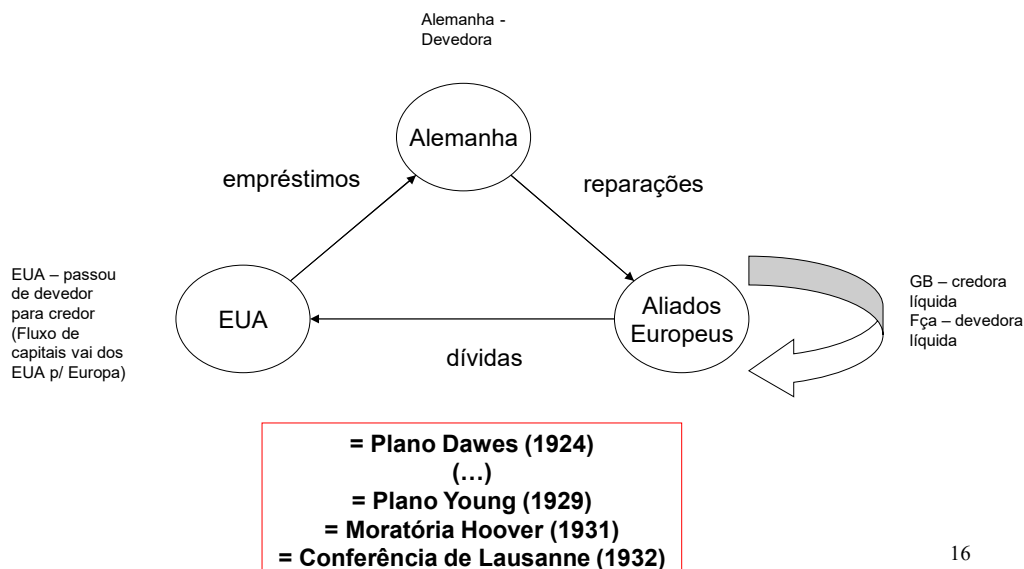 Alemanha -
Devedora
Alemanha
empréstimos
reparações
EUA – passou
de devedor
para credor
(Fluxo de
capitais vai dos
EUA p/ Europa)
EUA
Aliados
Europeus
GB – credora
líquida
Fça – devedora
líquida
dívidas
= Plano Dawes (1924)
(…)
= Plano Young (1929)
= Moratória Hoover (1931)
= Conferência de Lausanne (1932)
16